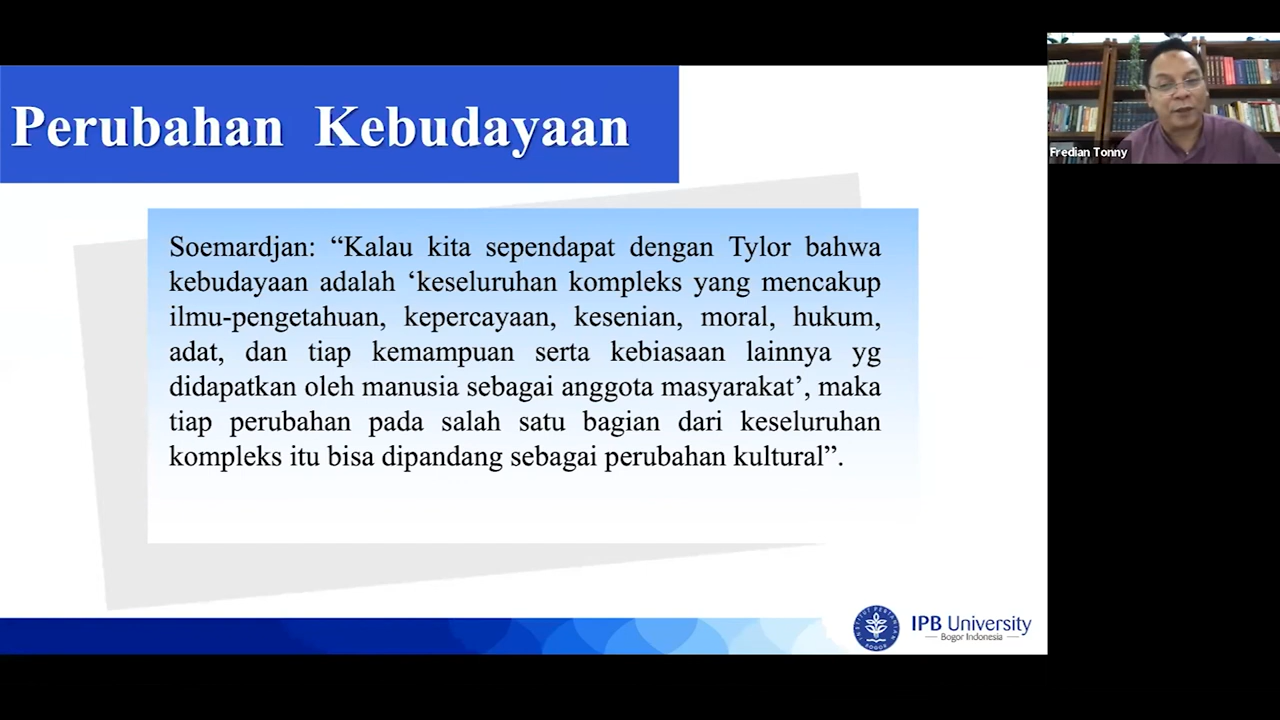 Perubahan Kebudayaan
Fredian Tonny
Soemardjan: “Kalau kita sependapat dengan Tylor bahwa
kebudayaan adalah ‘keseluruhan kompleks yang mencakup
ilmu-pengetahuan, kepercayaan, kesenian, moral, hukum,
adat, dan tiap kemampuan serta kebiasaan lainnya yg
didapatkan oleh manusia sebagai anggota masyarakat’, maka
tiap perubahan pada salah satu bagian dari keseluruhan
kompleks itu bisa dipandang sebagai perubahan kultural”.
IPB University
Bogor Indonesia